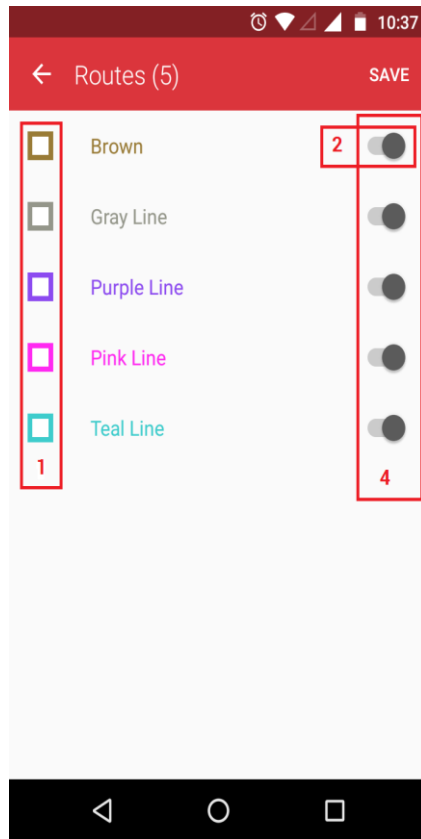 10:37
Routes (5) SAVE
Brown 2
Gray Line
Purple Line
Pink Line
Teal Line
1 4